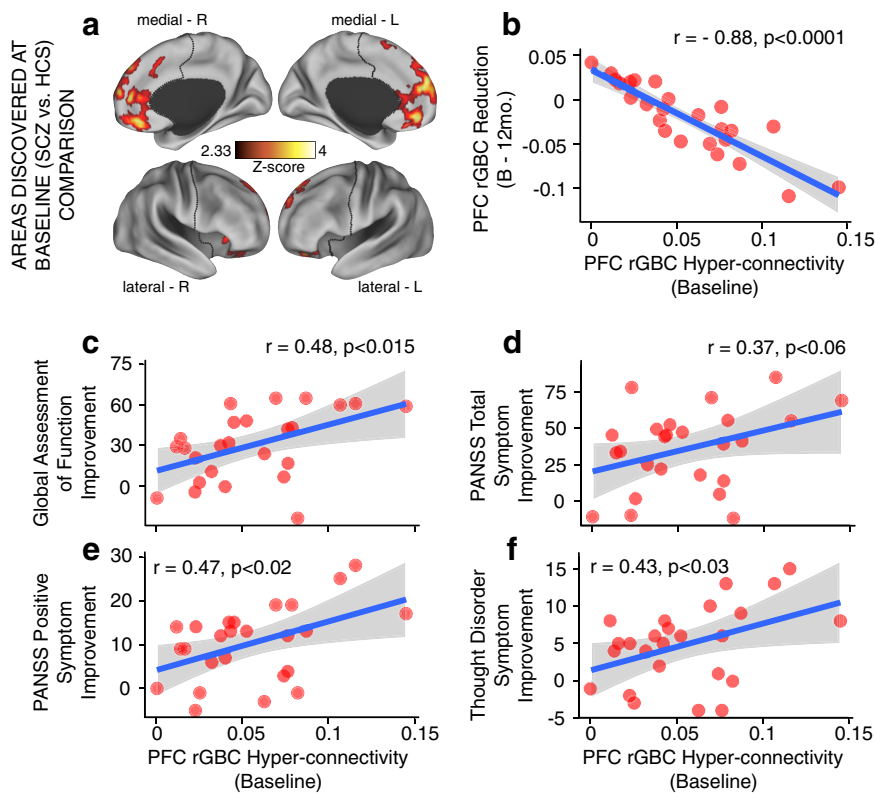 AREAS DISCOVERED AT
BASELINE (SCZ vs. HCS)
COMPARISON
a
medial - R
medial - L
2.33
4
Z-score
lateral - R
lateral - L
b
r = - 0.88, p<0.0001
PFC rGBC Reduction
(B - 12mo.)
0.05
0
-0.05
-0.1
0
0.05
0.1
0.15
PFC rGBC Hyper-connectivity
(Baseline)
c
r = 0.48, p<0.015
Global Assessment
of Function
Improvement
75
60
30
0
d
r = 0.37, p<0.06
PANSS Total
Symptom
Improvement
75
50
25
0
e
r = 0.47, p<0.02
PANSS Positive
Symptom
Improvement
30
20
10
0
0
0.05
0.1
0.15
PFC rGBC Hyper-connectivity
(Baseline)
f
r = 0.43, p<0.03
Thought Disorder
Symptom
Improvement
15
10
5
0
-5
0
0.05
0.1
0.15
PFC rGBC Hyper-connectivity
(Baseline)